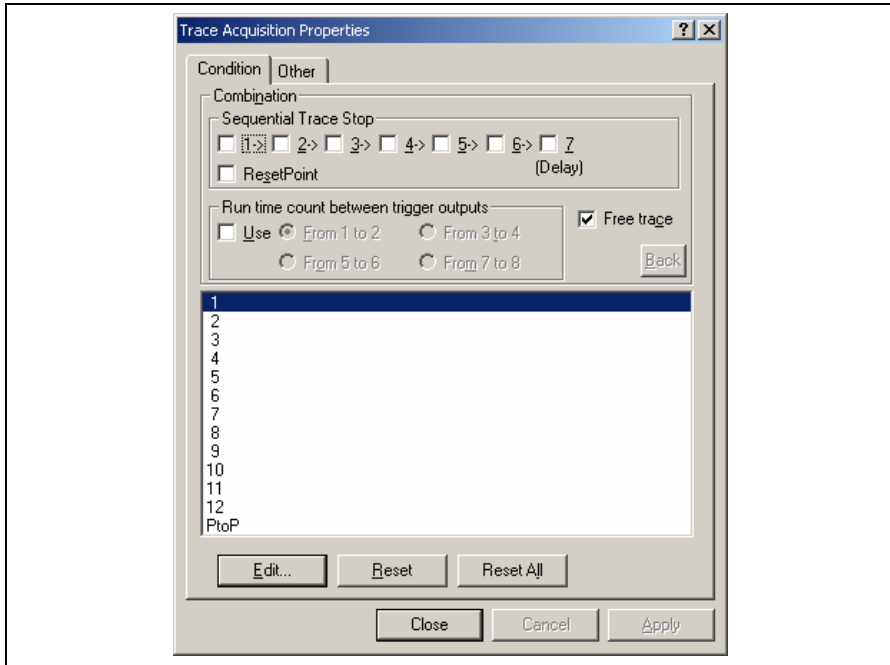 Trace Acquisition Properties
Condition Other
Combination
Sequential Trace Stop
1-> 2-> 3-> 4-> 5-> 6-> 7
(Delay)
ResetPoint
Run time count between trigger outputs
Use From 1 to 2 From 3 to 4
From 5 to 6 From 7 to 8
Free trace
Back
1
2
3
4
5
6
7
8
9
10
11
12
PtoP
Edit... Reset Reset All
Close Cancel Apply